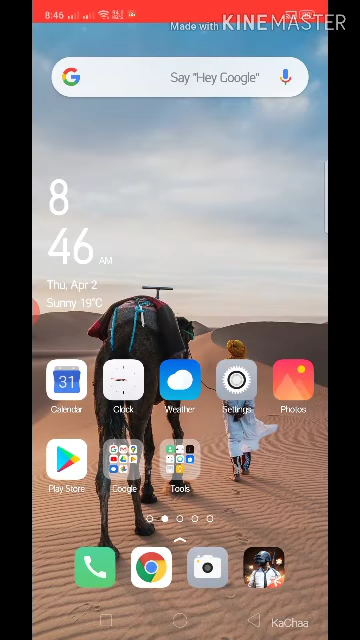 8:46
Made with KINEMASTER
Say "Hey Google"
8
46 AM
Thu, Apr 2
Sunny 19°C
31
Calendar
Clock
Weather
Settings
Photos
Play Store
Google
Tools
KaChaa